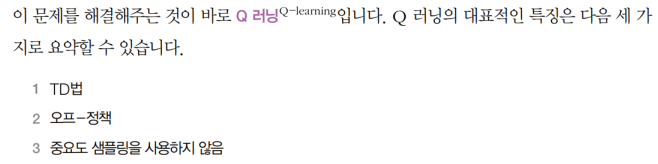 이 문제를 해결해주는 것이 바로 Q 러닝Q-learning입니다. Q 러닝의 대표적인 특징은 다음 세 가
지로 요약할 수 있습니다.
1 TD법
2 오프-정책
3 중요도 샘플링을 사용하지 않음